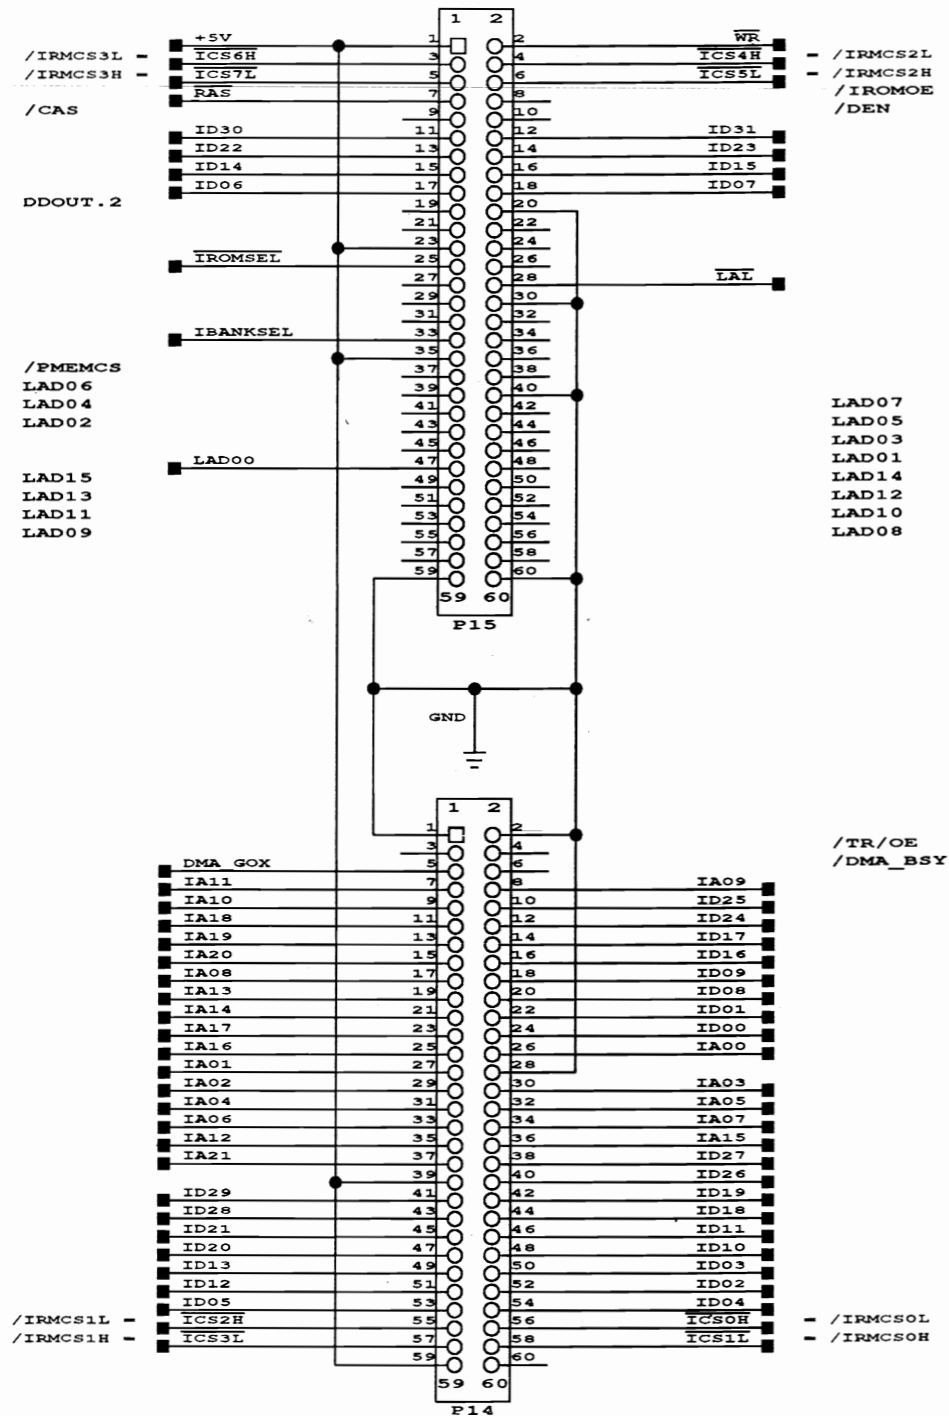 1 2
+5V 1 2 WR
/IRMCS3L - ICS6H 3 4 ICS4H - /IRMCS2L
/IRMCS3H - ICS7L 5 6 ICS5L - /IRMCS2H
RAS 7 8 /IROMOE
/CAS 9 10 /DEN
ID30 11 12 ID31
ID22 13 14 ID23
ID14 15 16 ID15
ID06 17 18 ID07
DDOUT.2 19 20
21 22
23 24
IROMSEL 25 26
27 28 LAL
29 30
31 32
IBANKSEL 33 34
35 36
/PMEMCS 37 38
LAD06 39 40
LAD04 41 42 LAD07
LAD02 43 44 LAD05
45 46 LAD03
LAD00 47 48 LAD01
LAD15 49 50 LAD14
LAD13 51 52 LAD12
LAD11 53 54 LAD10
LAD09 55 56 LAD08
57 58
59 60
59 60
P15
GND
1 2
1 2
3 4 /TR/OE
DMA GOX 5 6 /DMA_BSY
IA11 7 8 IA09
IA10 9 10 ID25
IA18 11 12 ID24
IA19 13 14 ID17
IA20 15 16 ID16
IA08 17 18 ID09
IA13 19 20 ID08
IA14 21 22 ID01
IA17 23 24 ID00
IA16 25 26 IA00
IA01 27 28
IA02 29 30 IA03
IA04 31 32 IA05
IA06 33 34 IA07
IA12 35 36 IA15
IA21 37 38 ID27
39 40 ID26
ID29 41 42 ID19
ID28 43 44 ID18
ID21 45 46 ID11
ID20 47 48 ID10
ID13 49 50 ID03
ID12 51 52 ID02
ID05 53 54 ID04
/IRMCS1L - ICS2H 55 56 ICS0H - /IRMCS0L
/IRMCS1H - ICS3L 57 58 ICS1L - /IRMCS0H
59 60
59 60
P14